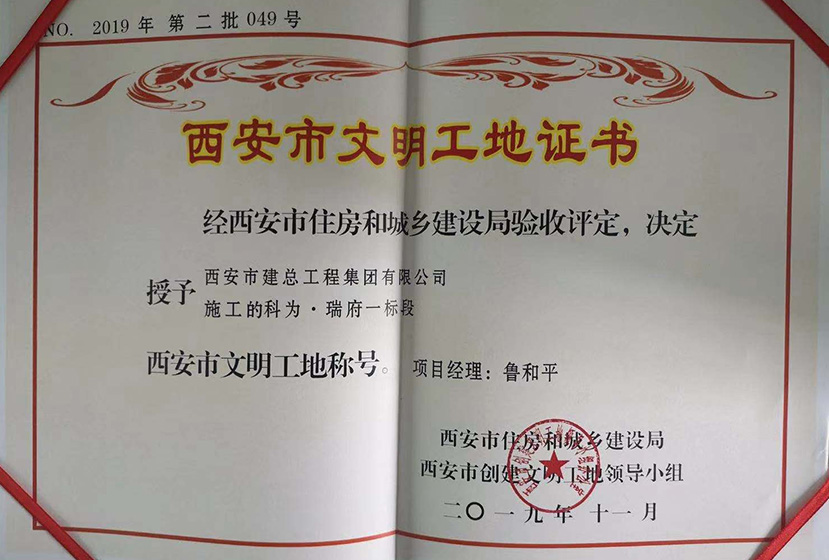 NO. 2019 年 第 二 批 049 号
西安市文明工地证书
经西安市住房和城乡建设局验收评定，决定
授予 西安市建总工程集团有限公司
施工的科为·瑞府一标段
西安市文明工地称号。项目经理：鲁和平
西安市住房和城乡建设局
西安市创建文明工地领导小组
二〇一九年十一月